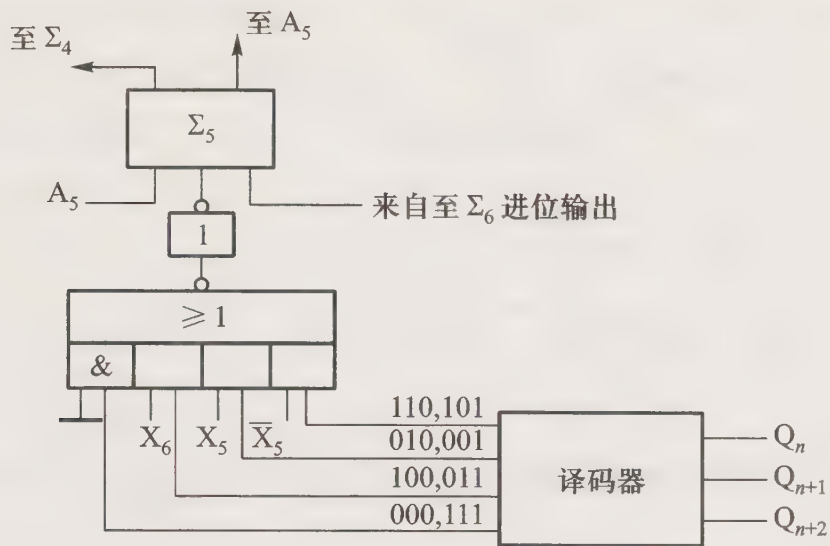 至 A₅
至 Σ₄
Σ₅
A₅
来自至 Σ₆ 进位输出
1
≥ 1
&
X₆
X₅
X̅₅
110,101
010,001
100,011
000,111
译码器
Qₙ
Qₙ₊₁
Qₙ₊₂